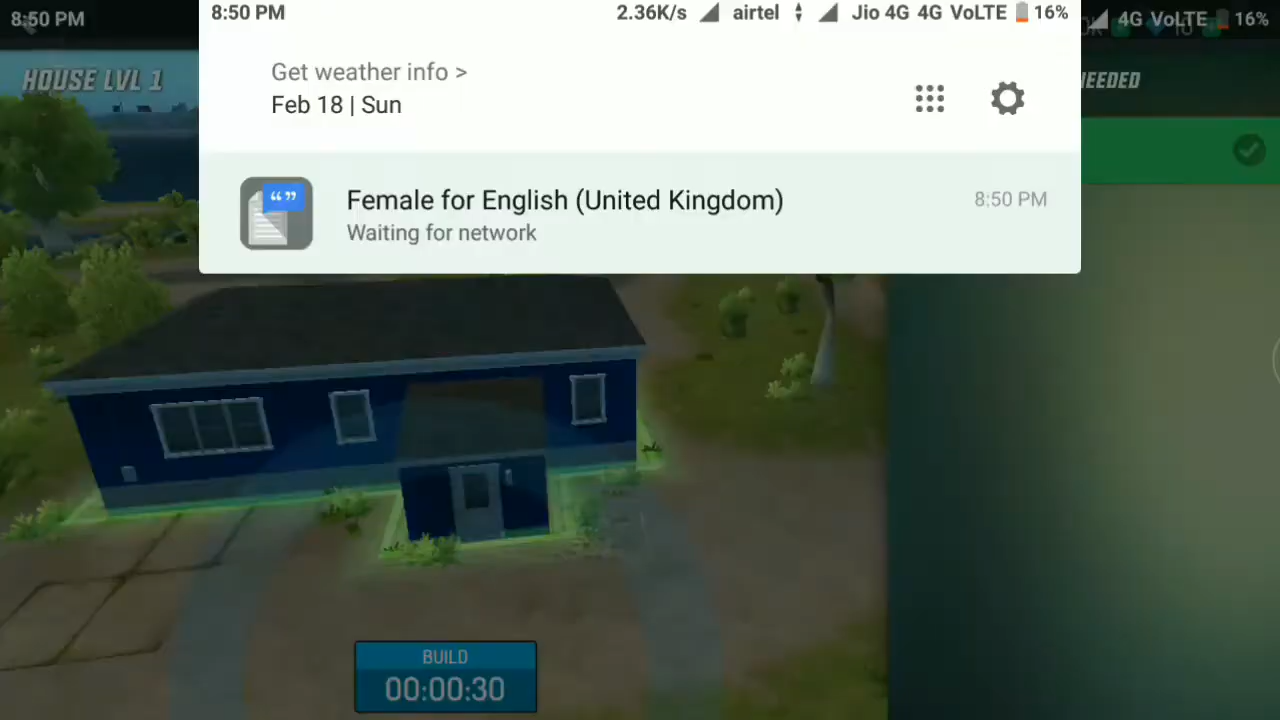 8:50 PM
8:50 PM
2.36K/s airtel Jio 4G 4G VoLTE 16%
4G VoLTE 16%
HOUSE LVL 1
Get weather info >
Feb 18 | Sun
NEEDED
“ ”
Female for English (United Kingdom)
8:50 PM
Waiting for network
BUILD
00:00:30